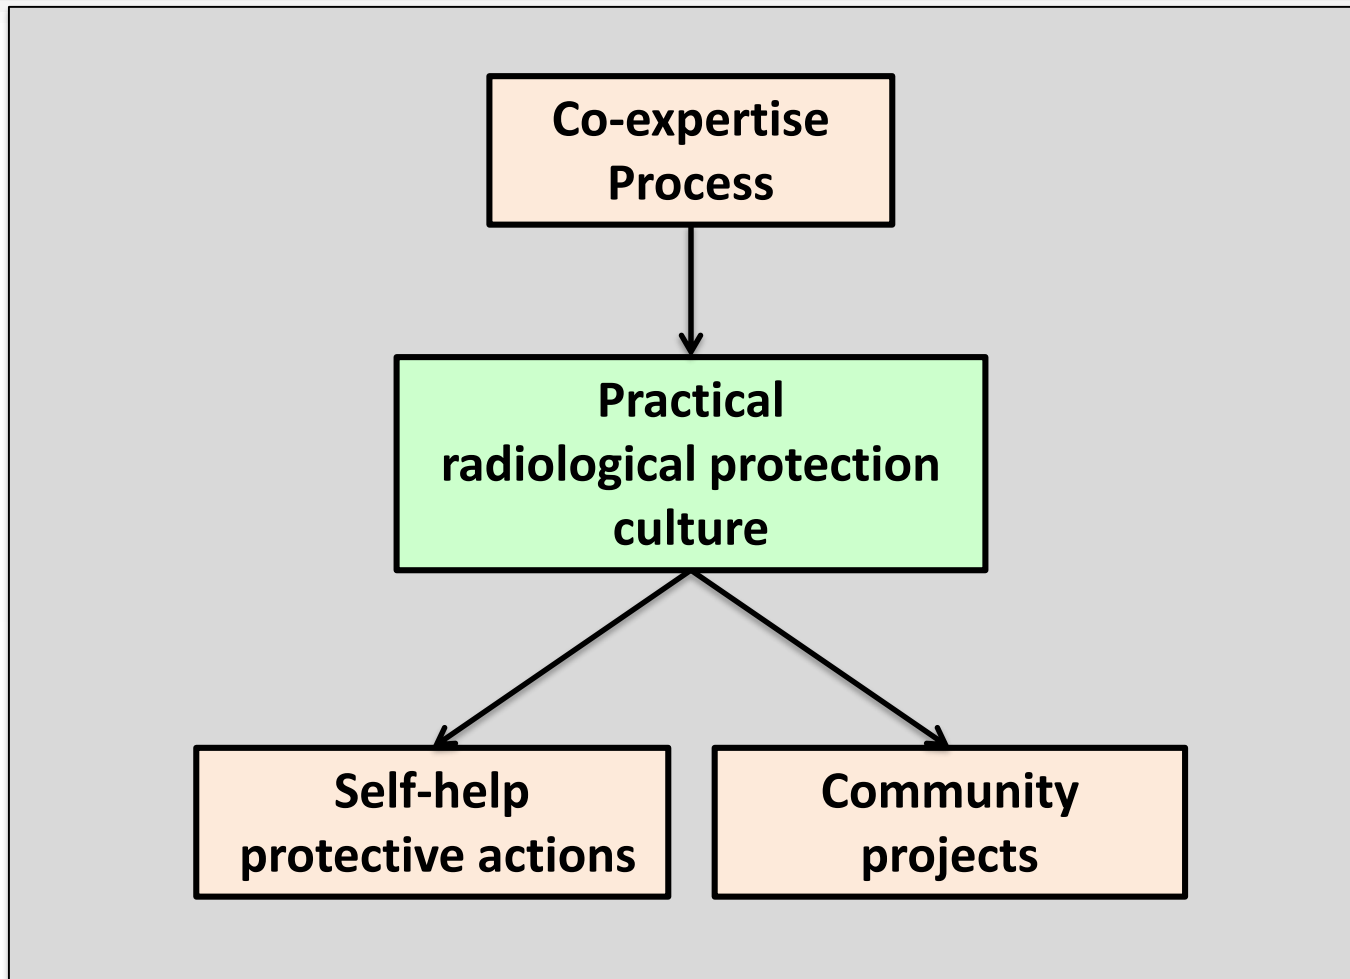 Co-expertise
Process
Practical
radiological protection
culture
Self-help
protective actions
Community
projects